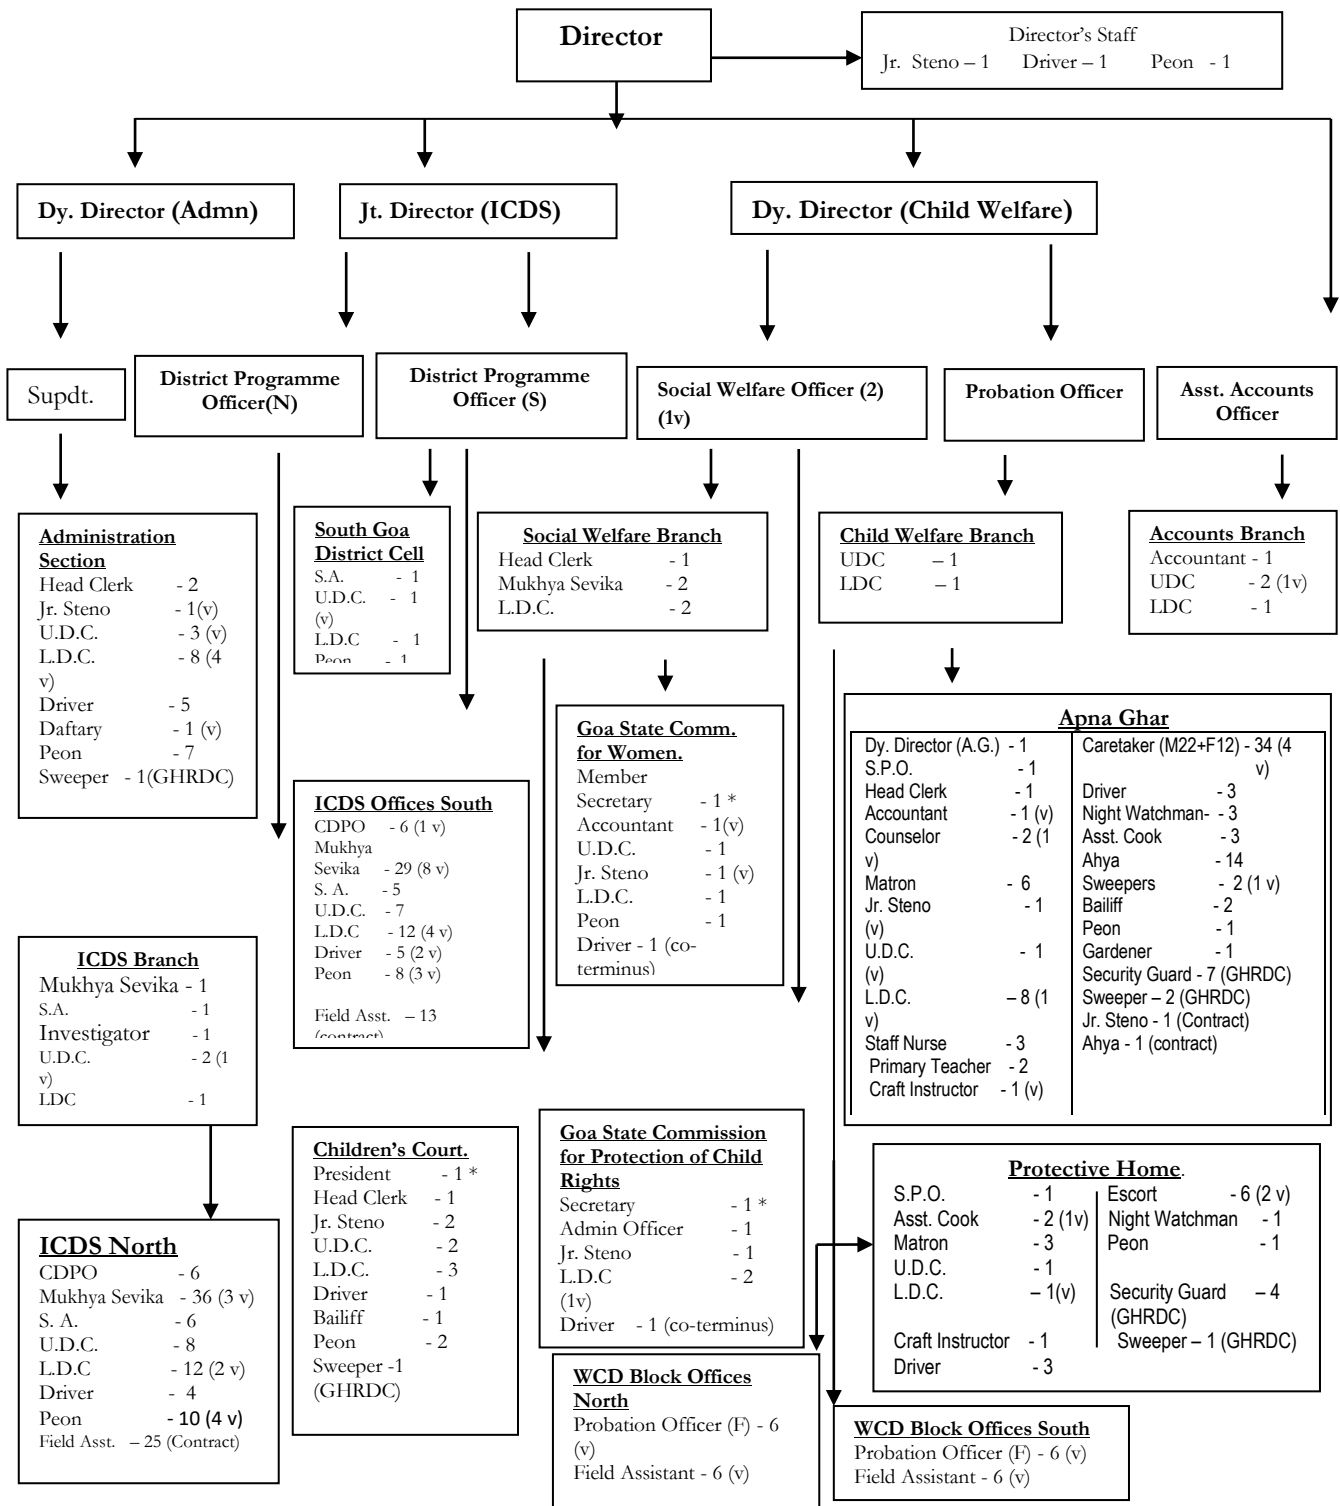 Director
Director's Staff
Jr. Steno – 1 Driver – 1 Peon - 1
Dy. Director (Admn)
Jt. Director (ICDS)
Dy. Director (Child Welfare)
Supdt.
District Programme
Officer(N)
District Programme
Officer (S)
Social Welfare Officer (2)
(1v)
Probation Officer
Asst. Accounts
Officer
Administration
Section
Head Clerk - 2
Jr. Steno - 1(v)
U.D.C. - 3 (v)
L.D.C. - 8 (4
v)
Driver - 5
Daftary - 1 (v)
Peon - 7
Sweeper - 1(GHRDC)
South Goa
District Cell
S.A. - 1
U.D.C. - 1
(v)
L.D.C - 1
Peon - 1
Social Welfare Branch
Head Clerk - 1
Mukhya Sevika - 2
L.D.C. - 2
Child Welfare Branch
UDC – 1
LDC – 1
Accounts Branch
Accountant - 1
UDC - 2 (1v)
LDC - 1
ICDS Offices South
CDPO - 6 (1 v)
Mukhya
Sevika - 29 (8 v)
S. A. - 5
U.D.C. - 7
L.D.C - 12 (4 v)
Driver - 5 (2 v)
Peon - 8 (3 v)
Field Asst. – 13
(contract)
Goa State Comm.
for Women.
Member
Secretary - 1 *
Accountant - 1(v)
U.D.C. - 1
Jr. Steno - 1 (v)
L.D.C. - 1
Peon - 1
Driver - 1 (co-
terminus)
Apna Ghar
Dy. Director (A.G.) - 1
S.P.O. - 1
Head Clerk - 1
Accountant - 1 (v)
Counselor - 2 (1
v)
Matron - 6
Jr. Steno - 1
(v)
U.D.C. - 1
(v)
L.D.C. – 8 (1
v)
Staff Nurse - 3
Primary Teacher - 2
Craft Instructor - 1 (v)
Caretaker (M22+F12) - 34 (4
v)
Driver - 3
Night Watchman- - 3
Asst. Cook - 3
Ahya - 14
Sweepers - 2 (1 v)
Bailiff - 2
Peon - 1
Gardener - 1
Security Guard - 7 (GHRDC)
Sweeper – 2 (GHRDC)
Jr. Steno - 1 (Contract)
Ahya - 1 (contract)
ICDS Branch
Mukhya Sevika - 1
S.A. - 1
Investigator - 1
U.D.C. - 2 (1
v)
LDC - 1
ICDS North
CDPO - 6
Mukhya Sevika - 36 (3 v)
S. A. - 6
U.D.C. - 8
L.D.C - 12 (2 v)
Driver - 4
Peon - 10 (4 v)
Field Asst. – 25 (Contract)
Children's Court.
President - 1 *
Head Clerk - 1
Jr. Steno - 2
U.D.C. - 2
L.D.C. - 3
Driver - 1
Bailiff - 1
Peon - 2
Sweeper -1
(GHRDC)
Goa State Commission
for Protection of Child
Rights
Secretary - 1 *
Admin Officer - 1
Jr. Steno - 1
L.D.C - 2
(1v)
Driver - 1 (co-terminus)
Protective Home.
S.P.O. - 1
Asst. Cook - 2 (1v)
Matron - 3
U.D.C. - 1
L.D.C. – 1(v)
Craft Instructor - 1
Driver - 3
Escort - 6 (2 v)
Night Watchman - 1
Peon - 1
Security Guard – 4
(GHRDC)
Sweeper – 1 (GHRDC)
WCD Block Offices
North
Probation Officer (F) - 6
(v)
Field Assistant - 6 (v)
WCD Block Offices South
Probation Officer (F) - 6 (v)
Field Assistant - 6 (v)